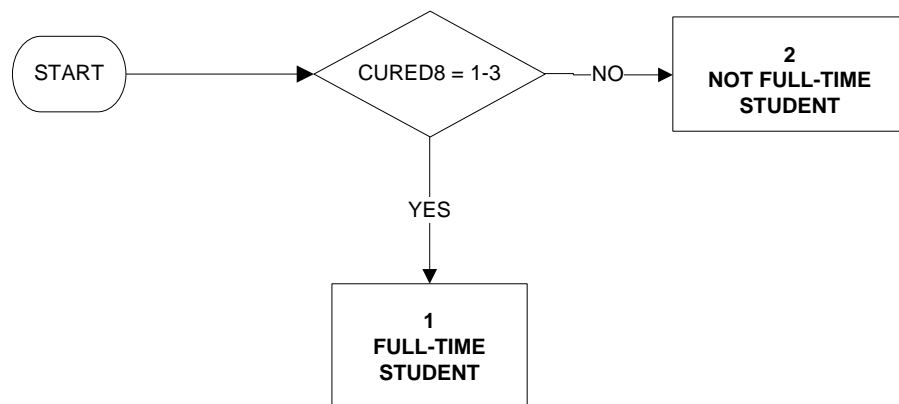 START
CURED8 = 1-3
NO
2
NOT FULL-TIME
STUDENT
YES
1
FULL-TIME
STUDENT